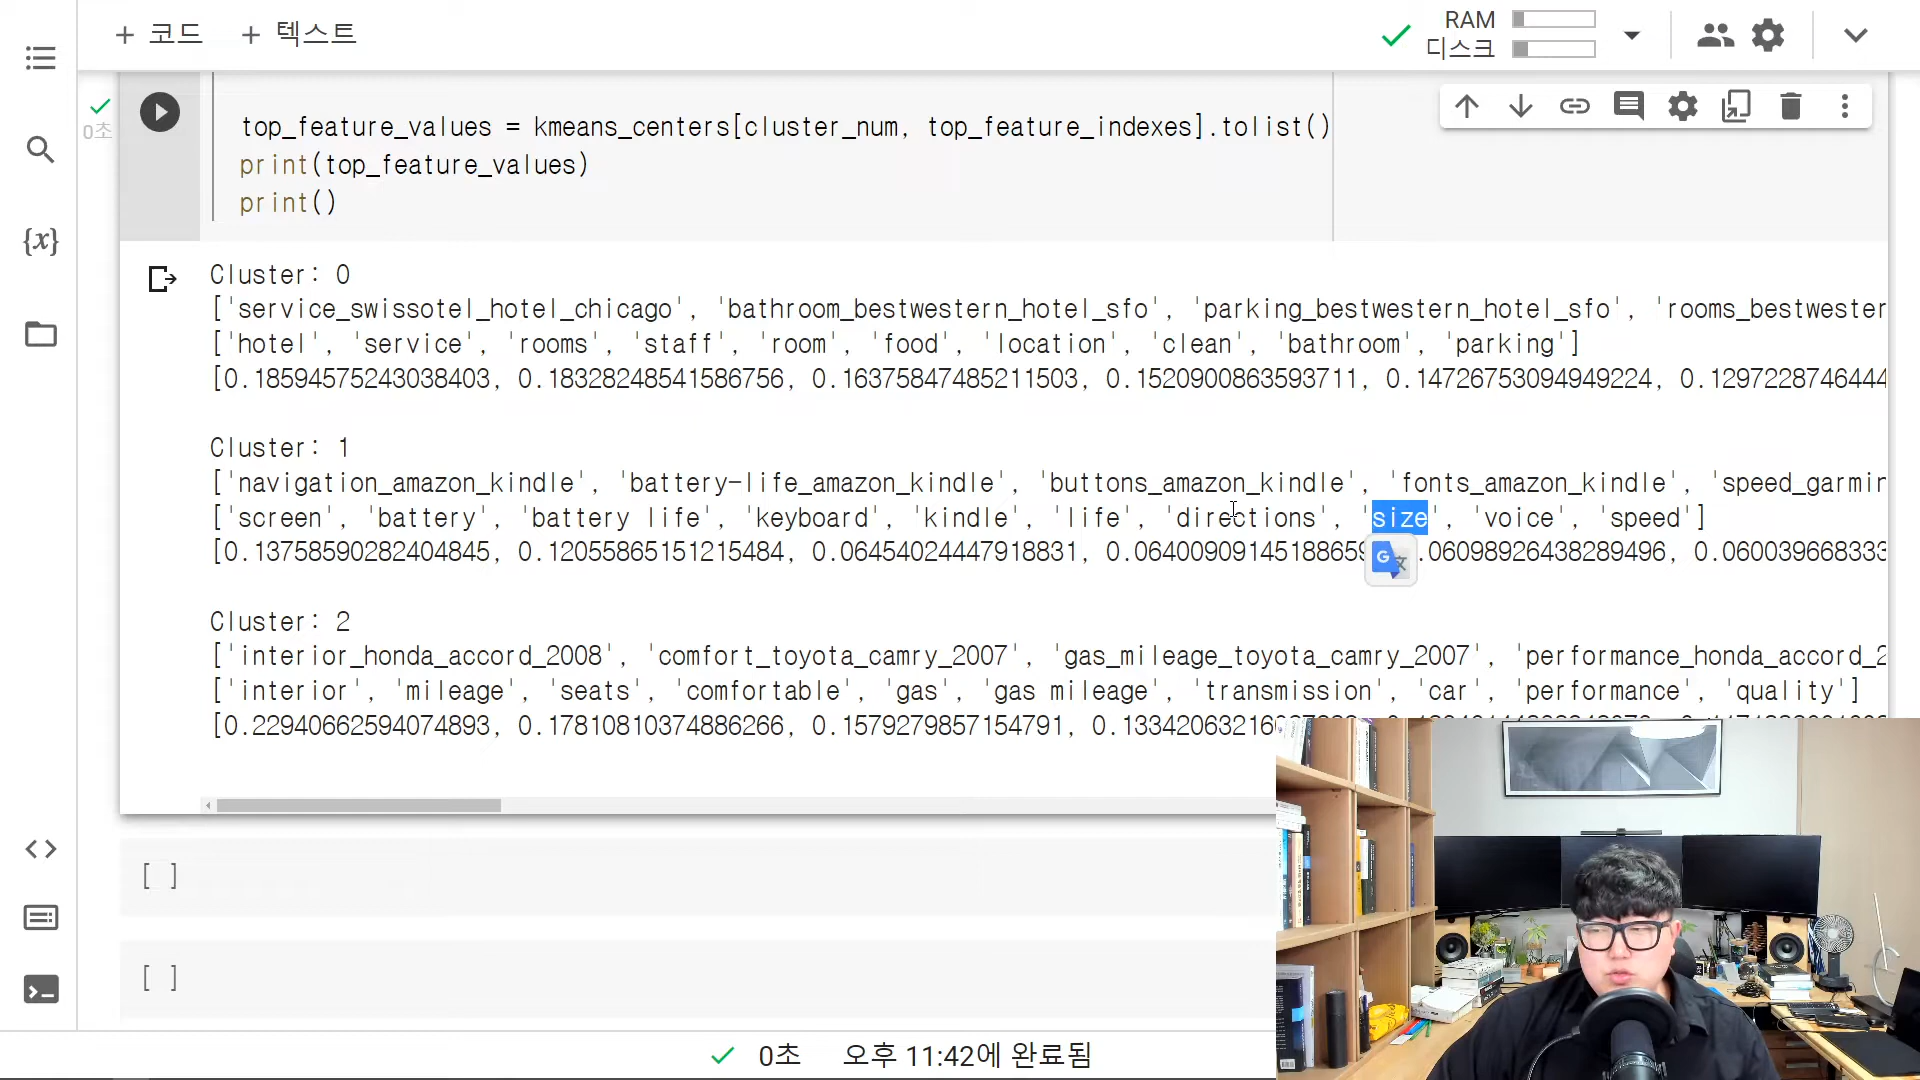 + 코드 + 텍스트
RAM
디스크
0초
top_feature_values = kmeans_centers[cluster_num, top_feature_indexes].tolist()
print(top_feature_values)
print()
{x}
Cluster: 0
['service_swissotel_hotel_chicago', 'bathroom_bestwestern_hotel_sfo', 'parking_bestwestern_hotel_sfo', 'rooms_bestwester
['hotel', 'service', 'rooms', 'staff', 'room', 'food', 'location', 'clean', 'bathroom', 'parking']
[0.18594575243038403, 0.18328248541586756, 0.16375847485211503, 0.1520900863593711, 0.14726753094949224, 0.1297228746444
Cluster: 1
['navigation_amazon_kindle', 'battery-life_amazon_kindle', 'buttons_amazon_kindle', 'fonts_amazon_kindle', 'speed_garmin
['screen', 'battery', 'battery life', 'keyboard', 'kindle', 'life', 'directions', 'size', 'voice', 'speed']
[0.13758590282404845, 0.12055865151215484, 0.06454024447918831, 0.0640090914518865 .06098926438289496, 0.060039668333
Cluster: 2
['interior_honda_accord_2008', 'comfort_toyota_camry_2007', 'gas_mileage_toyota_camry_2007', 'performance_honda_accord_2
['interior', 'mileage', 'seats', 'comfortable', 'gas', 'gas mileage', 'transmission', 'car', 'performance', 'quality']
[0.22940662594074893, 0.17810810374886266, 0.1579279857154791, 0.13342063216
[ ]
[ ]
0초 오후 11:42에 완료됨